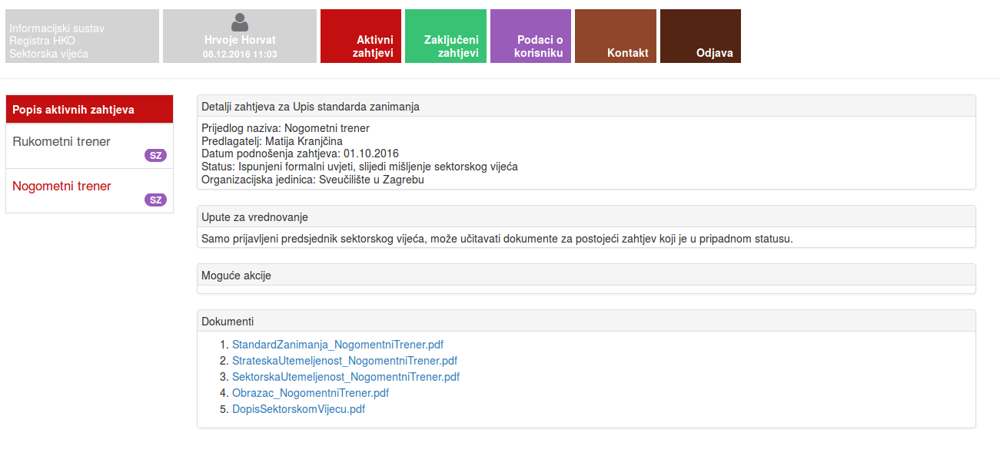 Informacijski sustav
Registra HKO
Sektorska vijeća
Hrvoje Horvat
08.12.2016 11:03
Aktivni
zahtjevi
Zaključeni
zahtjevi
Podaci o
korisniku
Kontakt
Odjava
Popis aktivnih zahtjeva
Rukometni trener
SZ
Nogometni trener
SZ
Detalji zahtjeva za Upis standarda zanimanja
Prijedlog naziva: Nogometni trener
Predlagatelj: Matija Kranjčina
Datum podnošenja zahtjeva: 01.10.2016
Status: Ispunjeni formalni uvjeti, slijedi mišljenje sektorskog vijeća
Organizacijska jedinica: Sveučilište u Zagrebu
Upute za vrednovanje
Samo prijavljeni predsjednik sektorskog vijeća, može učitavati dokumente za postojeći zahtjev koji je u pripadnom statusu.
Moguće akcije
Dokumenti
1. StandardZanimanja_NogomentniTrener.pdf
2. StrateskaUtemeljenost_NogomentniTrener.pdf
3. SektorskaUtemeljenost_NogomentniTrener.pdf
4. Obrazac_NogomentniTrener.pdf
5. DopisSektorskomVijecu.pdf